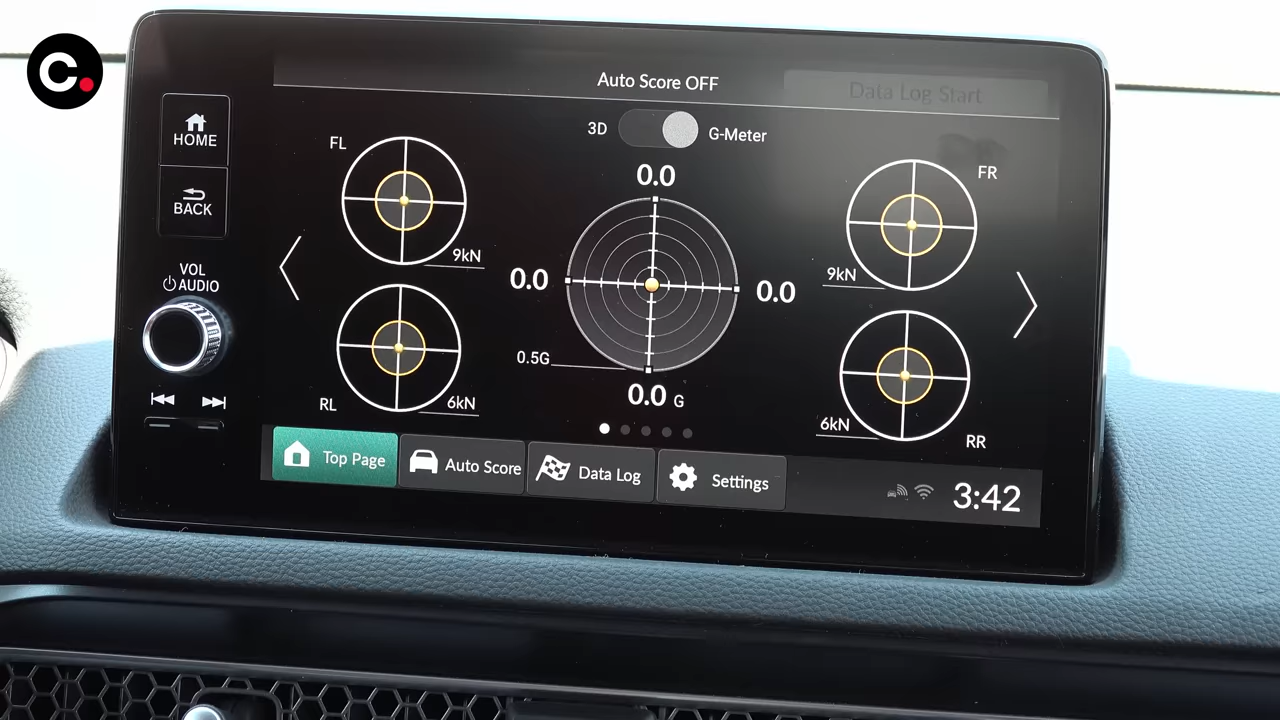 C.
Auto Score OFF
Data Log Start
HOME
BACK
VOL
AUDIO
3D
G-Meter
FL
FR
0.0
9kN
9kN
0.0
0.0
0.5G
0.0 G
RL
6kN
6kN
RR
Top Page
Auto Score
Data Log
Settings
3:42